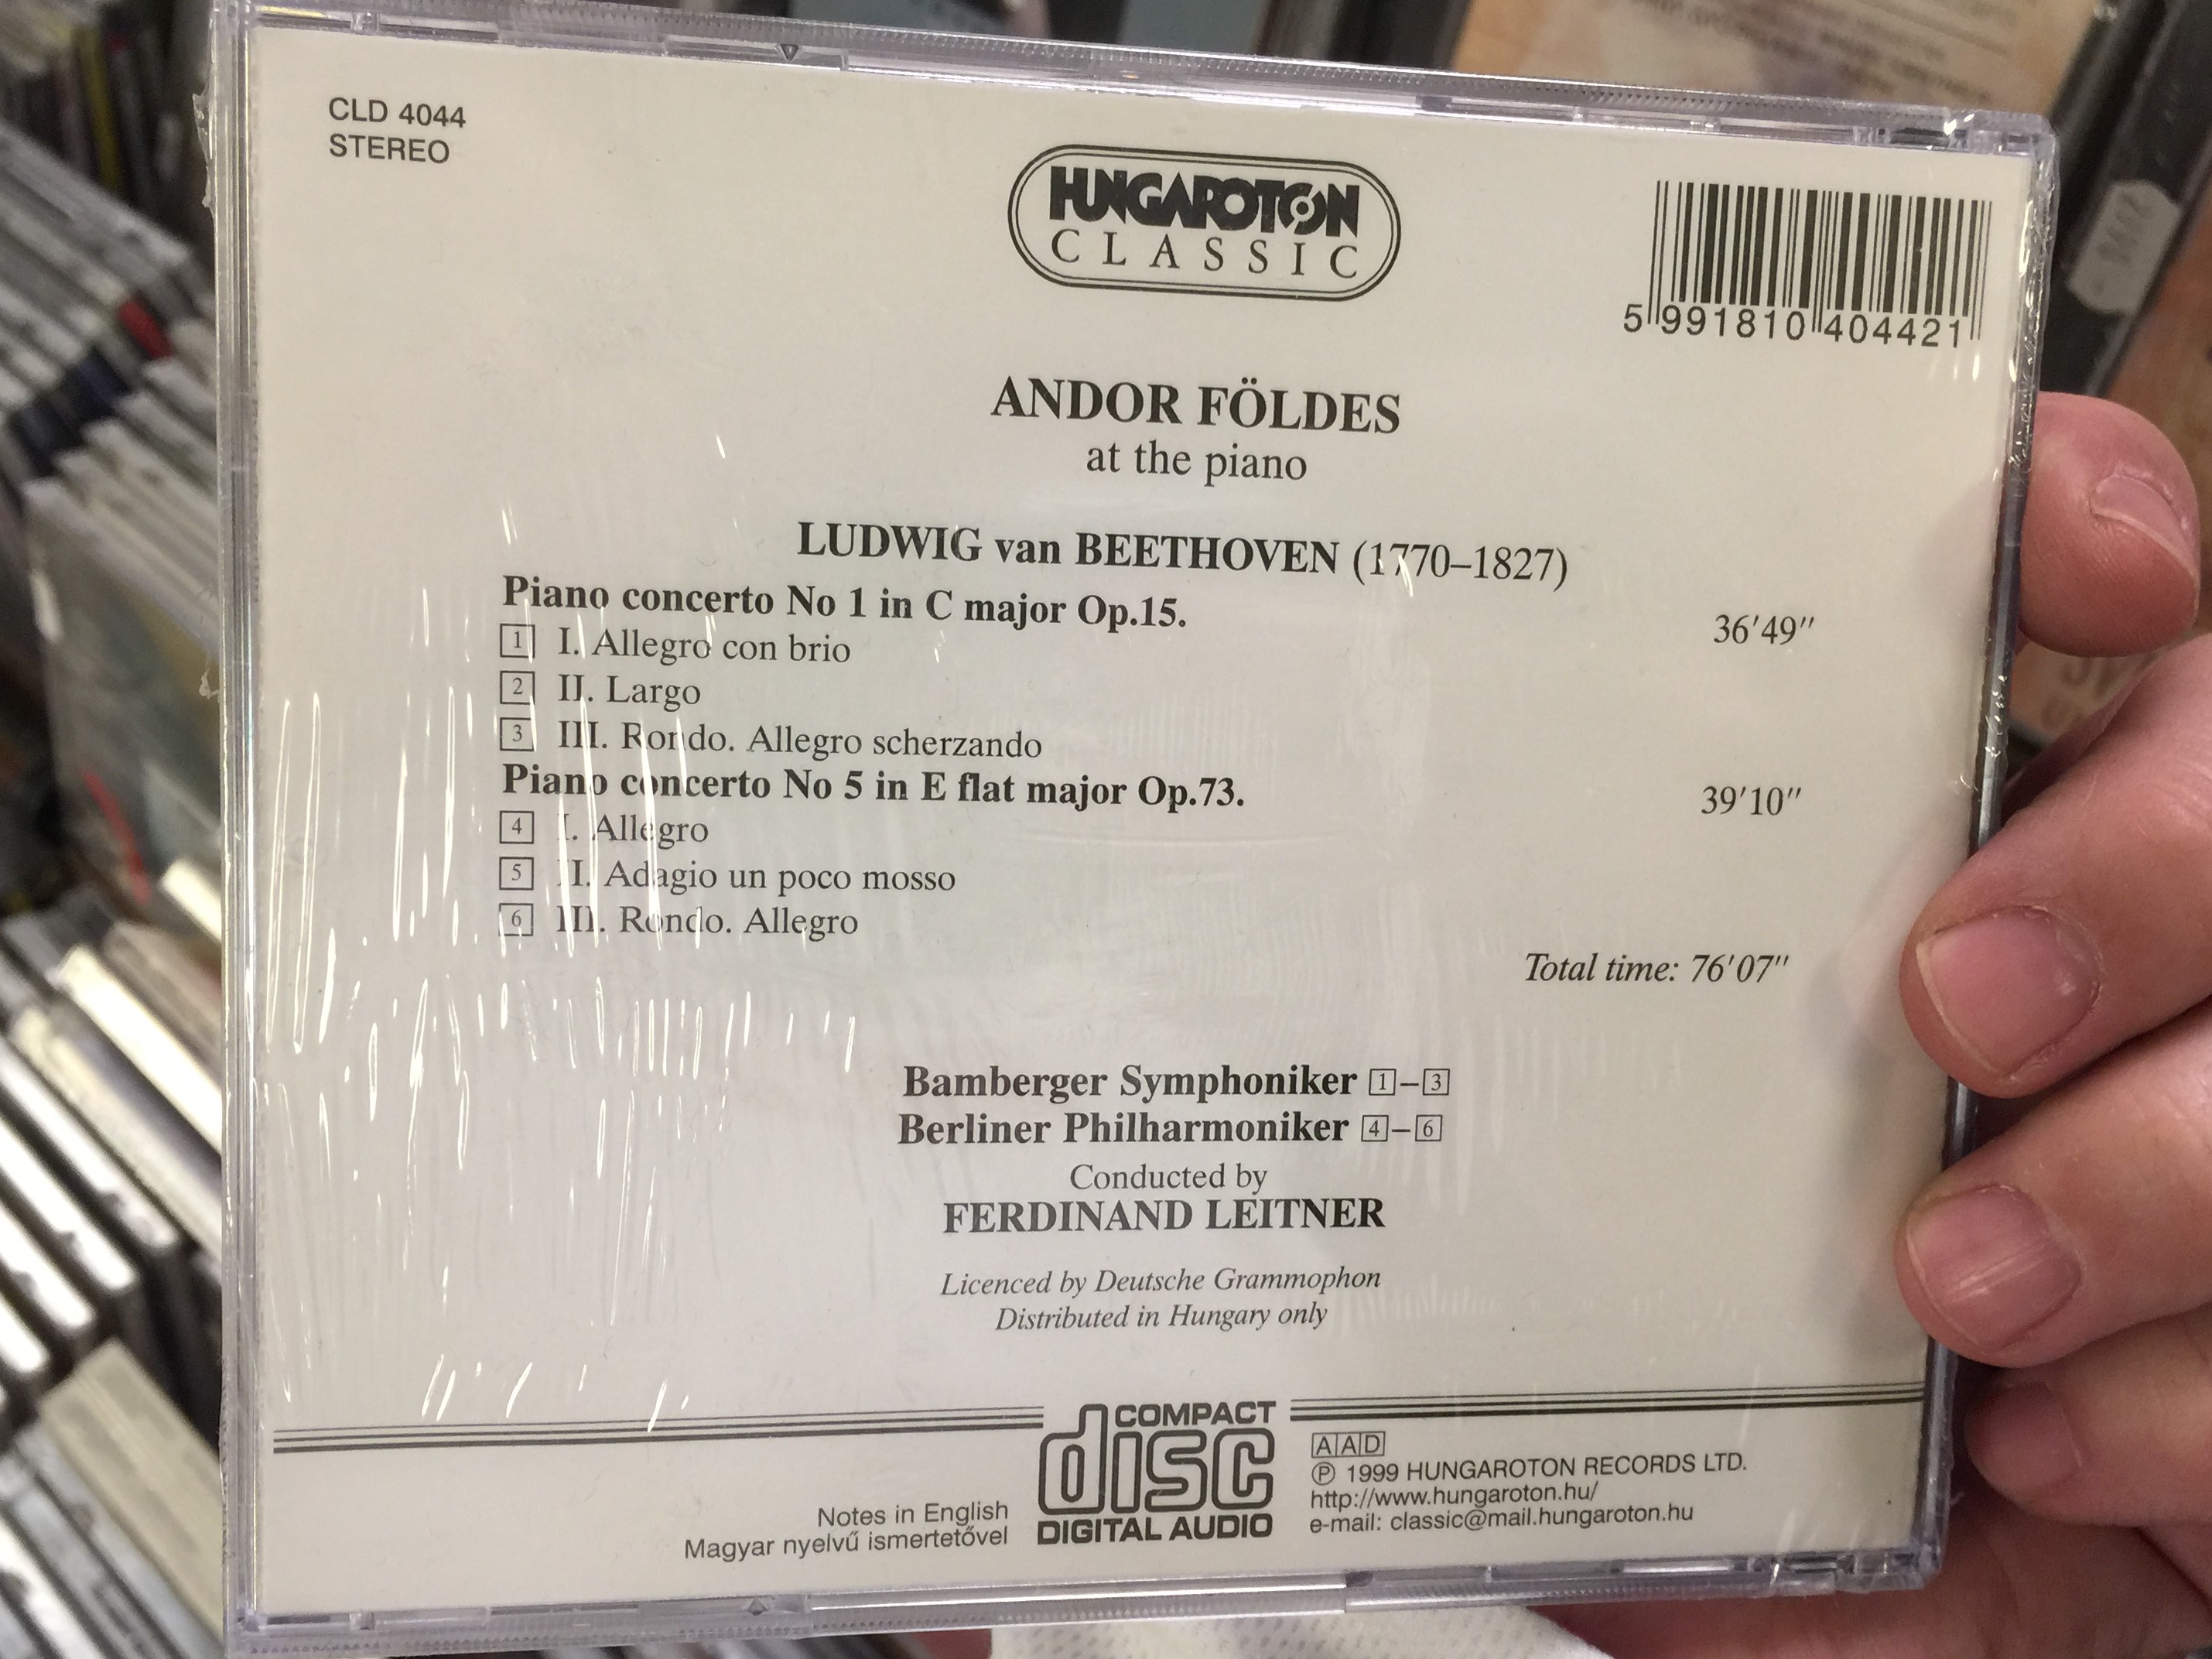 CLD 4044
STEREO
HUNGAROTON
CLASSIC
5 991810 404421
ANDOR FÖLDES
at the piano
LUDWIG van BEETHOVEN (1770–1827)
Piano concerto No 1 in C major Op.15. 36'49"
1 I. Allegro con brio
2 II. Largo
3 III. Rondo. Allegro scherzando
Piano concerto No 5 in E flat major Op.73. 39'10"
4 I. Allegro
5 II. Adagio un poco mosso
6 III. Rondo. Allegro
Total time: 76'07"
Bamberger Symphoniker 1–3
Berliner Philharmoniker 4–6
Conducted by
FERDINAND LEITNER
Licenced by Deutsche Grammophon
Distributed in Hungary only
Notes in English
Magyar nyelvű ismertetővel
COMPACT
disc
DIGITAL AUDIO
AAD
℗ 1999 HUNGAROTON RECORDS LTD.
http://www.hungaroton.hu/
e-mail: classic@mail.hungaroton.hu